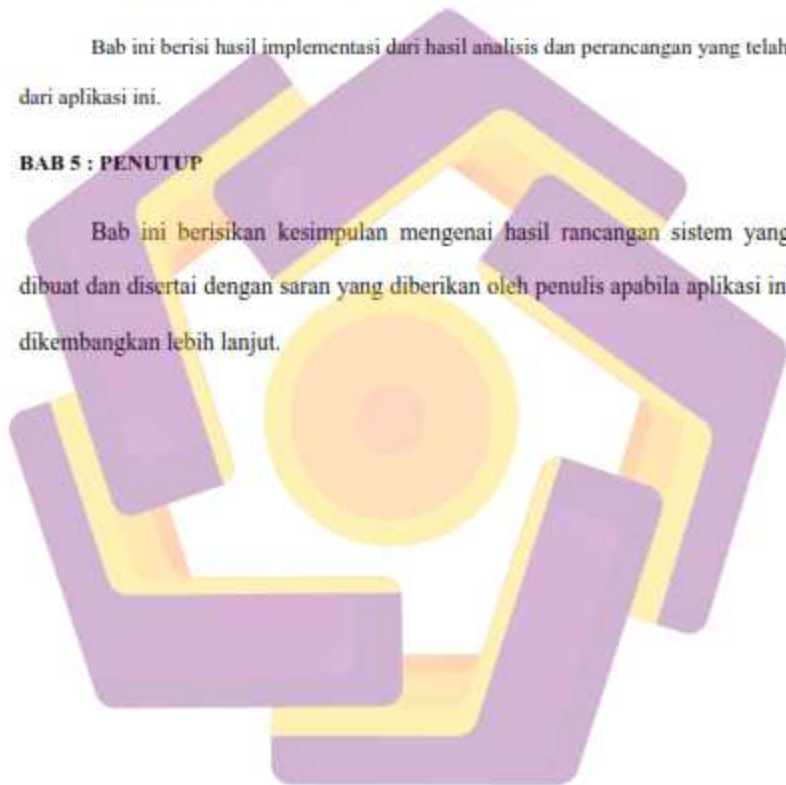 Bab ini berisi hasil implementasi dari hasil analisis dan perancangan yang telah
dari aplikasi ini.
BAB 5 : PENUTUP
Bab ini berisikan kesimpulan mengenai hasil rancangan sistem yang
dibuat dan disertai dengan saran yang diberikan oleh penulis apabila aplikasi in
dikembangkan lebih lanjut.